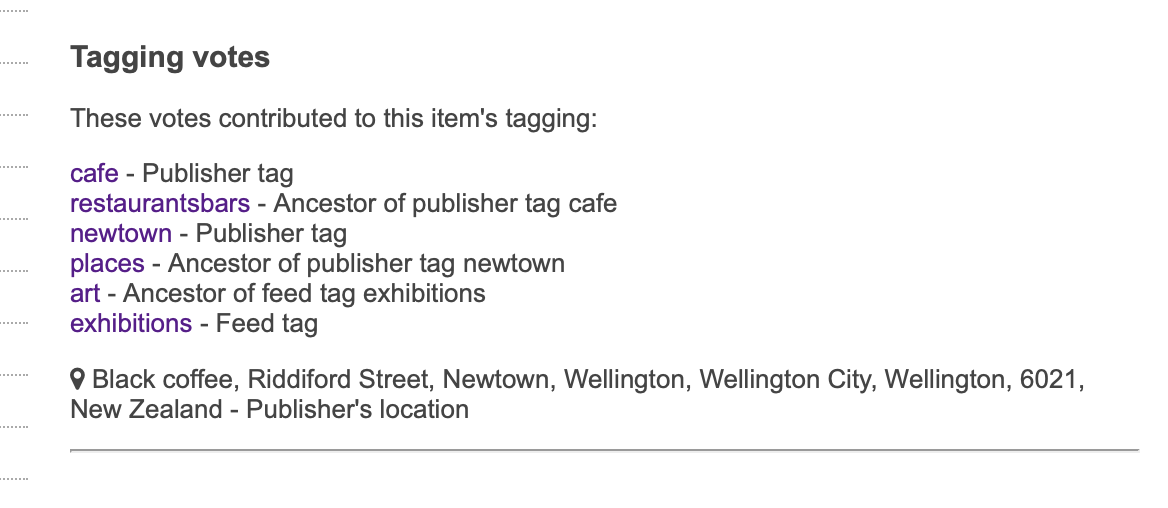 Tagging votes
These votes contributed to this item's tagging:
cafe - Publisher tag
restaurantsbars - Ancestor of publisher tag cafe
newtown - Publisher tag
places - Ancestor of publisher tag newtown
art - Ancestor of feed tag exhibitions
exhibitions - Feed tag
Black coffee, Riddiford Street, Newtown, Wellington, Wellington City, Wellington, 6021,
New Zealand - Publisher's location